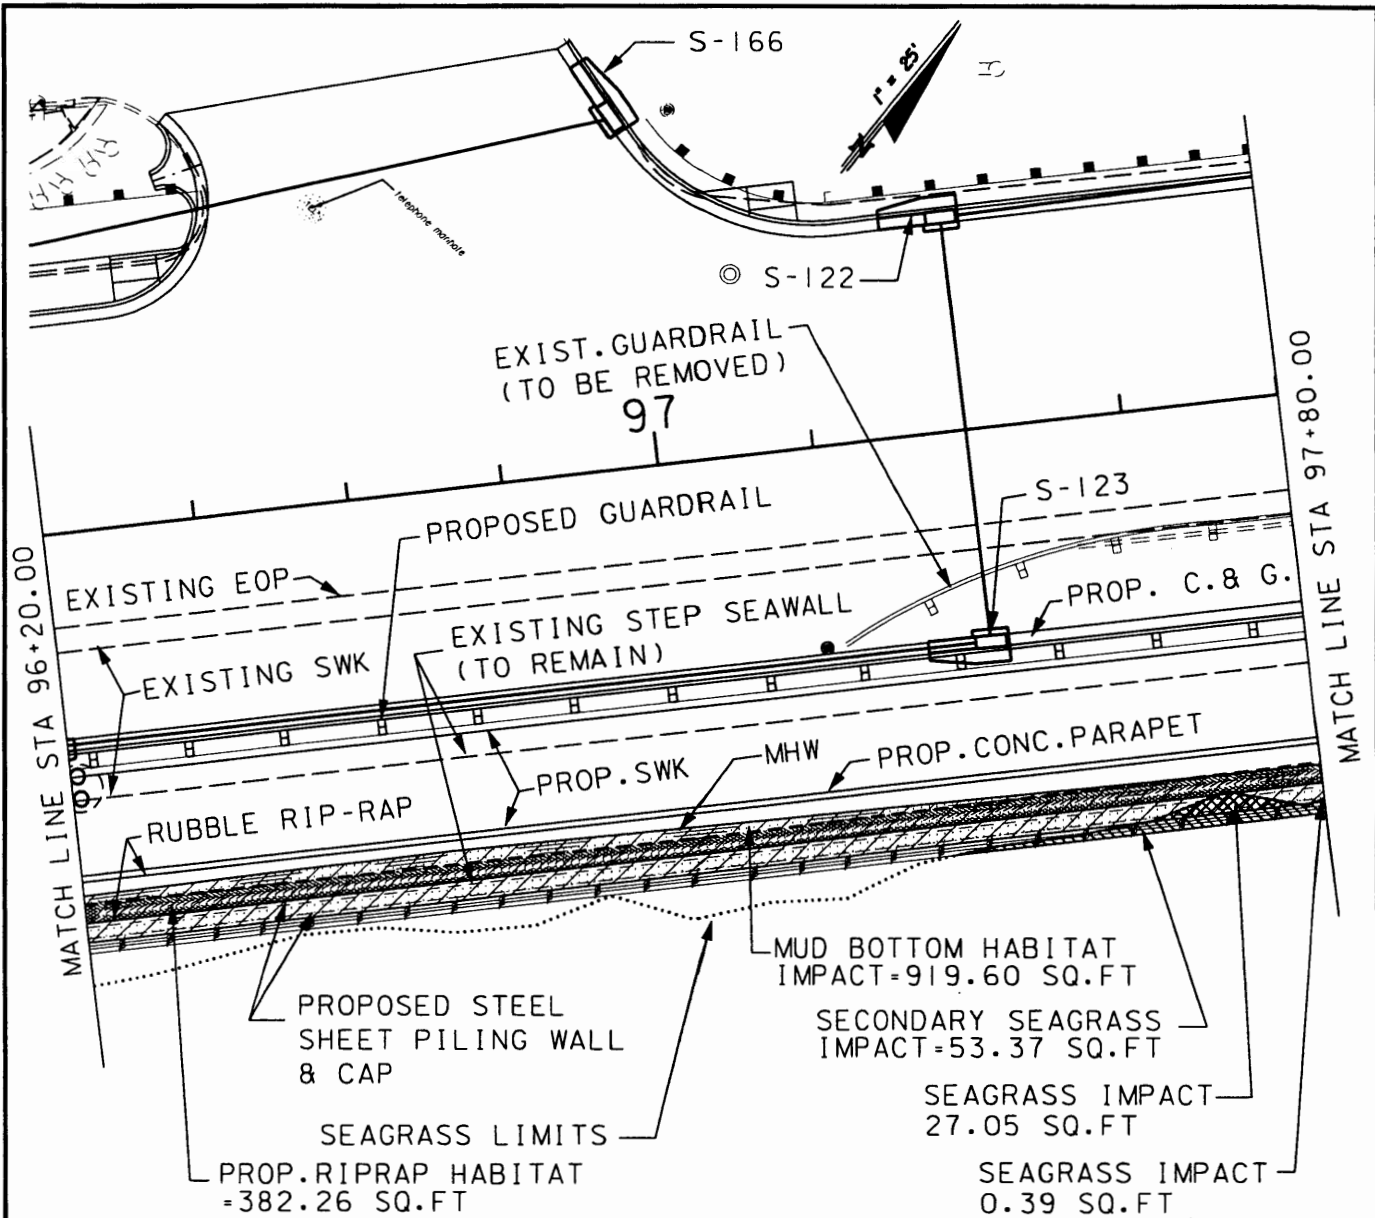 S-166
1" = 25'
N
telephone manhole
S-122
EXIST. GUARDRAIL
(TO BE REMOVED)
97
S-123
PROPOSED GUARDRAIL
EXISTING EOP
PROP. C.& G.
EXISTING STEP SEAWALL
(TO REMAIN)
EXISTING SWK
MATCH LINE STA 96+20.00
MATCH LINE STA 97+80.00
MHW
PROP.CONC.PARAPET
PROP.SWK
RUBBLE RIP-RAP
MUD BOTTOM HABITAT
IMPACT=919.60 SQ.FT
PROPOSED STEEL
SHEET PILING WALL
& CAP
SECONDARY SEAGRASS
IMPACT=53.37 SQ.FT
SEAGRASS IMPACT
27.05 SQ.FT
SEAGRASS LIMITS
PROP.RIPRAP HABITAT
=382.26 SQ.FT
SEAGRASS IMPACT
0.39 SQ.FT